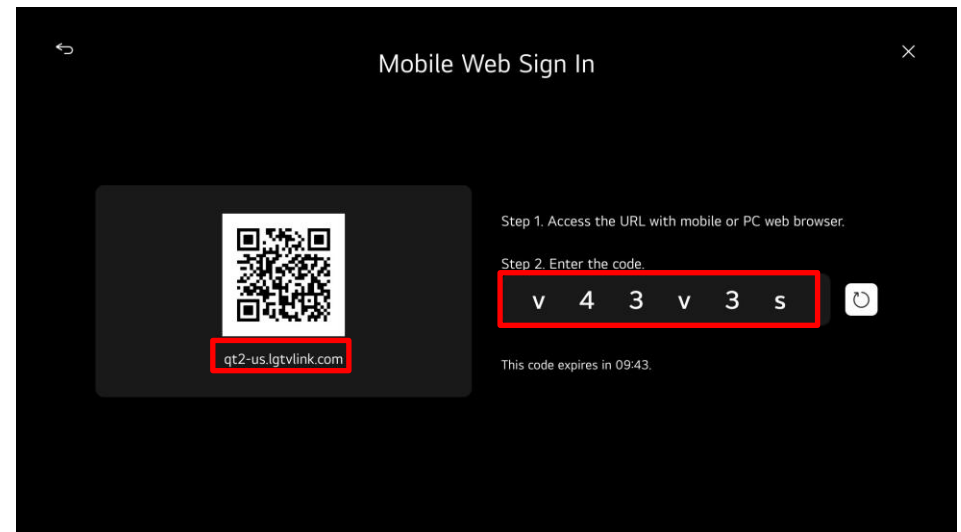 Mobile Web Sign In
Step 1. Access the URL with mobile or PC web browser.
Step 2. Enter the code.
v 4 3 v 3 s
qt2-us.lgtvlink.com
This code expires in 09:43.